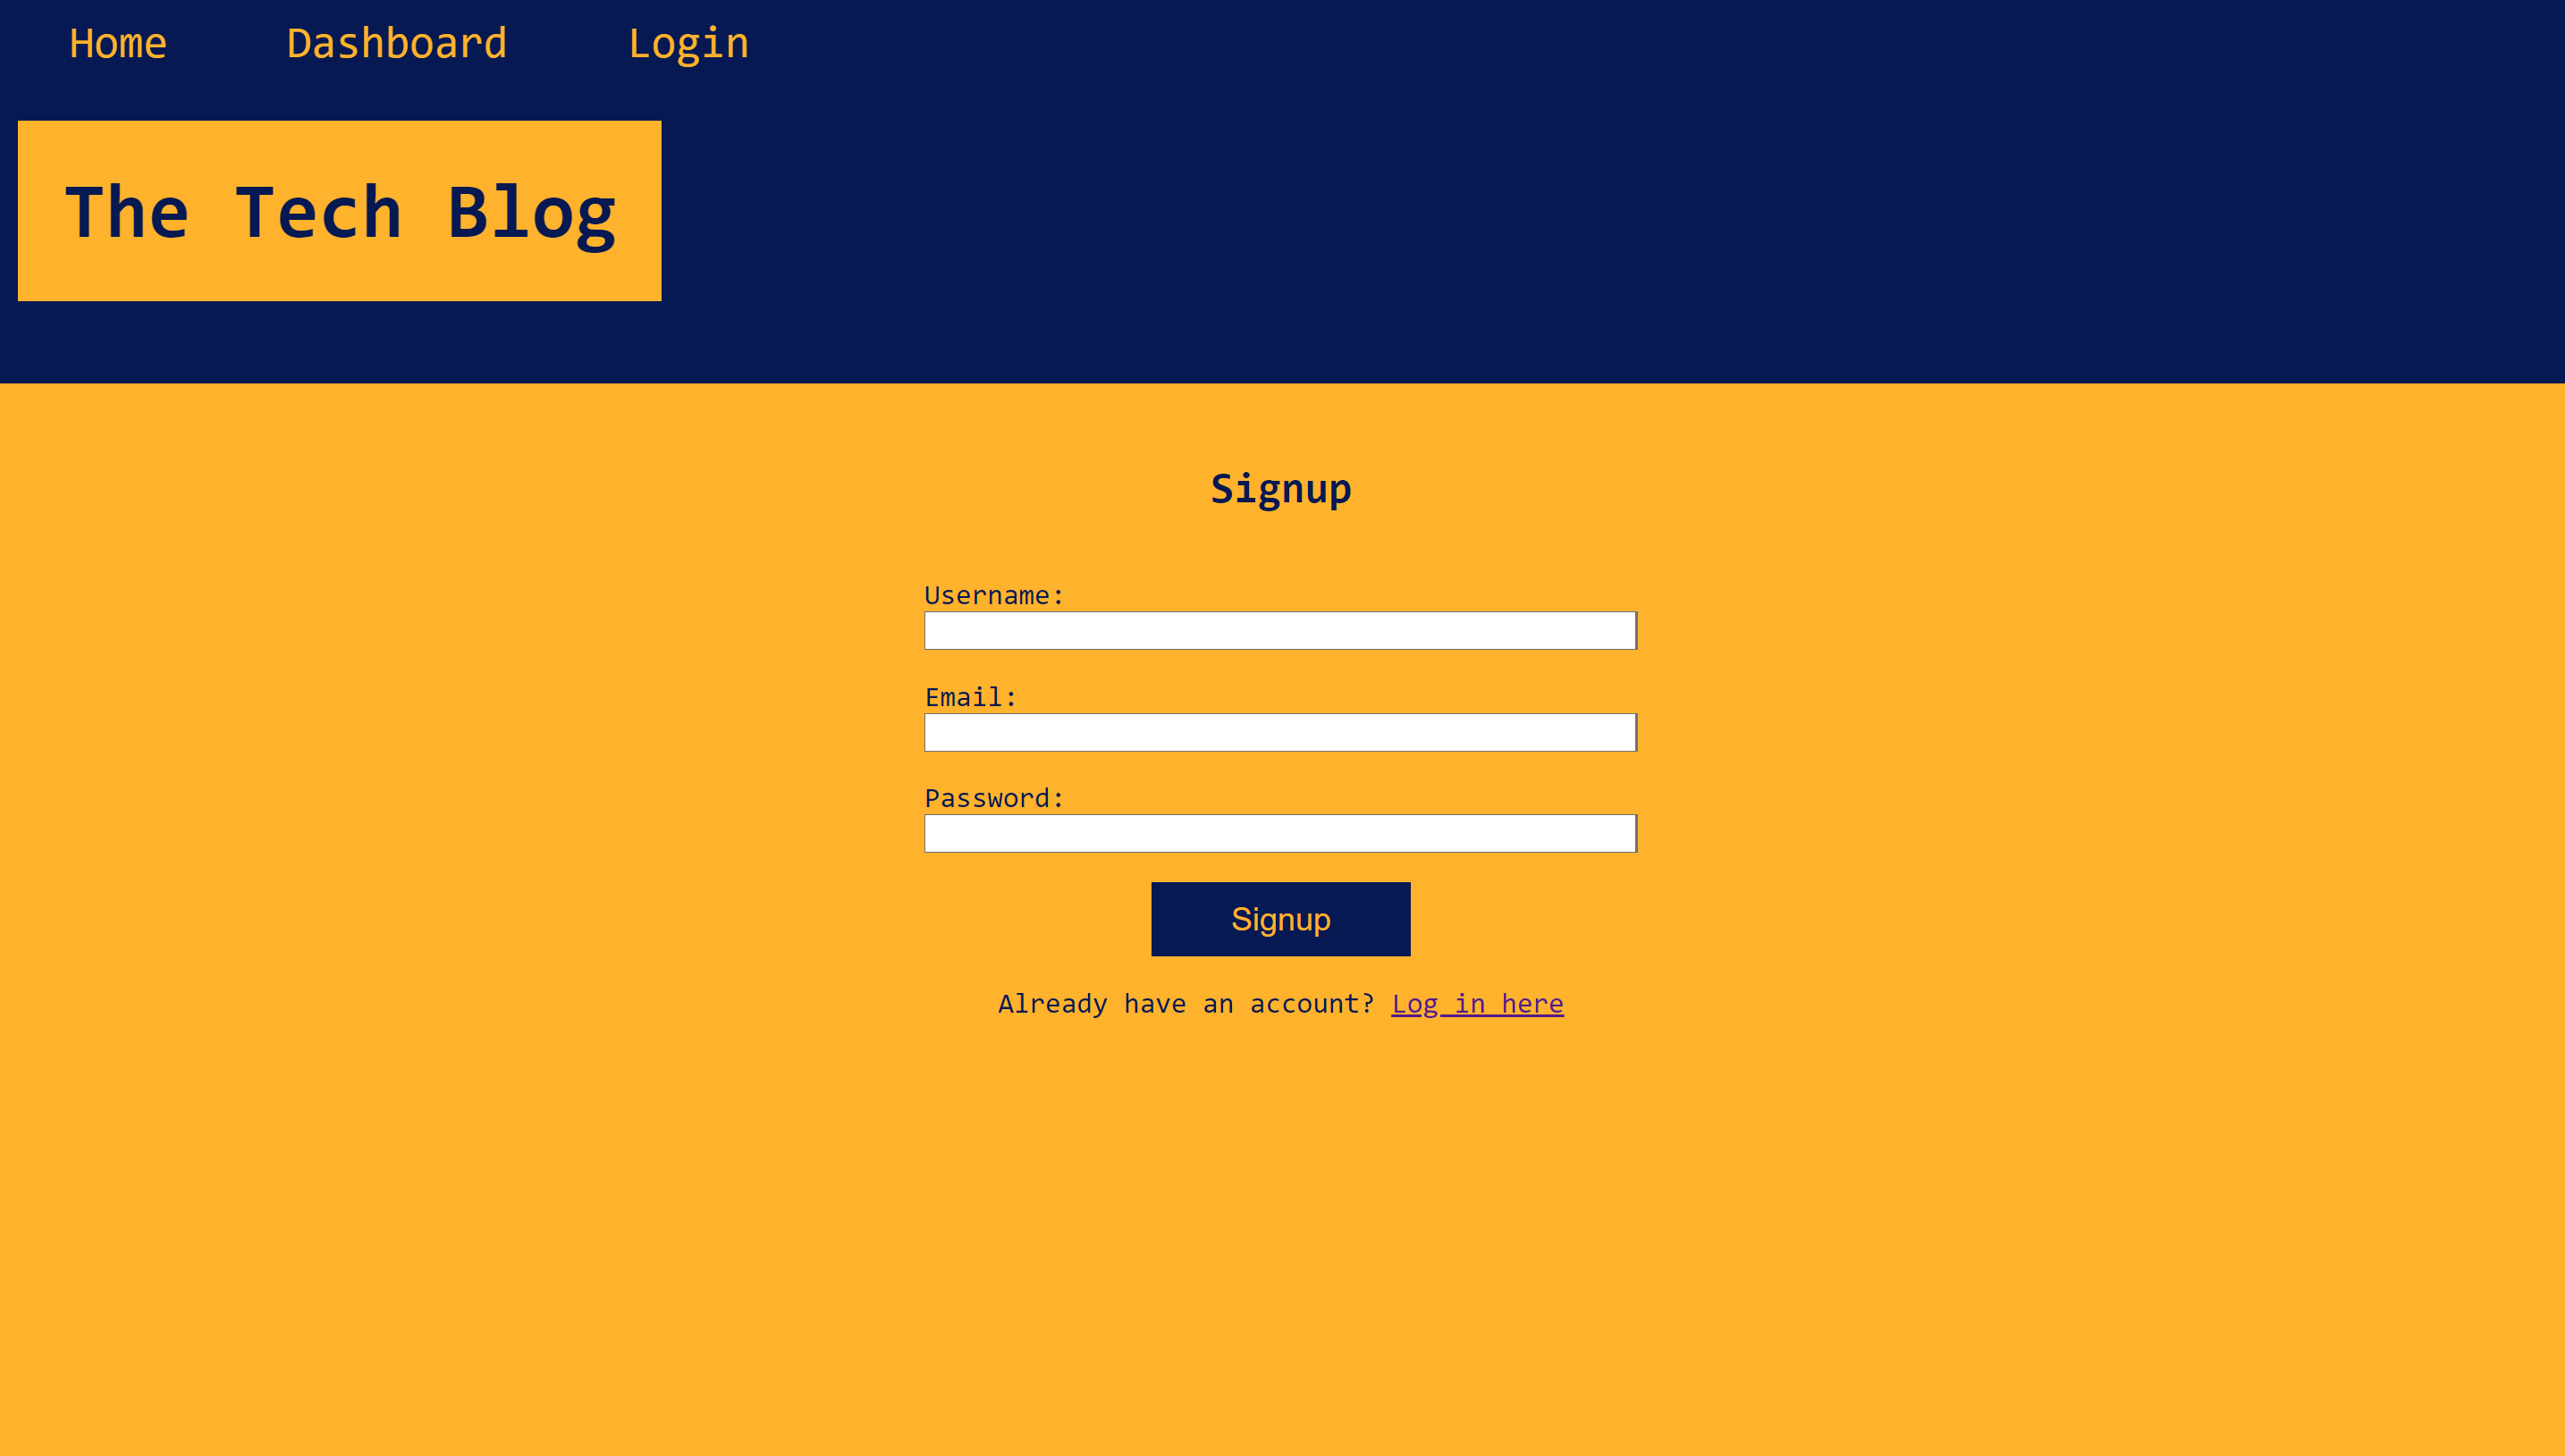 Home Dashboard Login
The Tech Blog
Signup
Username:
Email:
Password:
Signup
Already have an account? Log in here